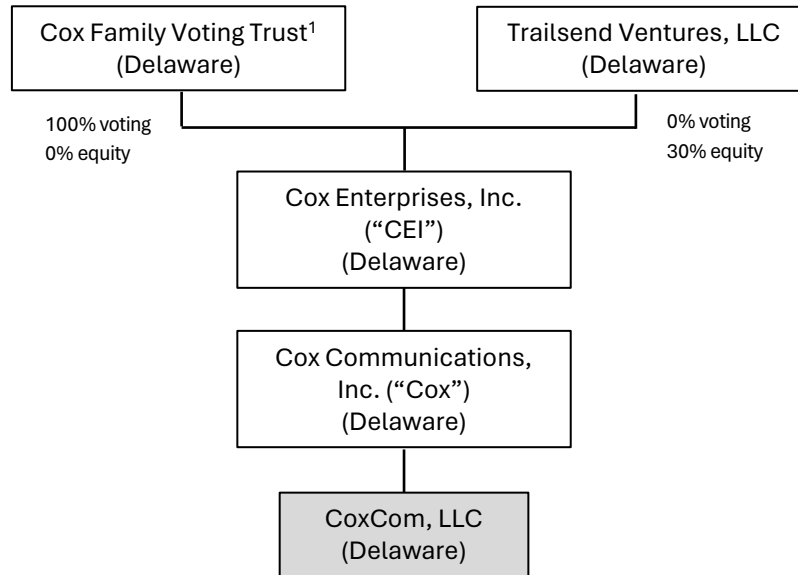 Cox Family Voting Trust¹
(Delaware)
Trailsend Ventures, LLC
(Delaware)
100% voting
0% equity
0% voting
30% equity
Cox Enterprises, Inc.
(“CEI”)
(Delaware)
Cox Communications,
Inc. (“Cox”)
(Delaware)
CoxCom, LLC
(Delaware)